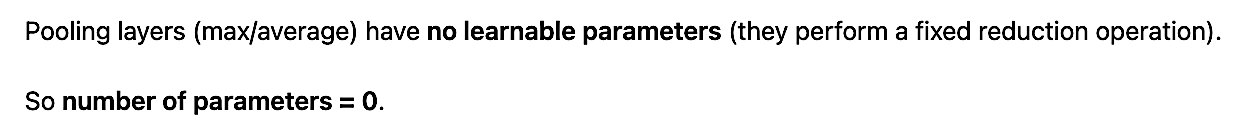 Pooling layers (max/average) have no learnable parameters (they perform a fixed reduction operation).
So number of parameters = 0.